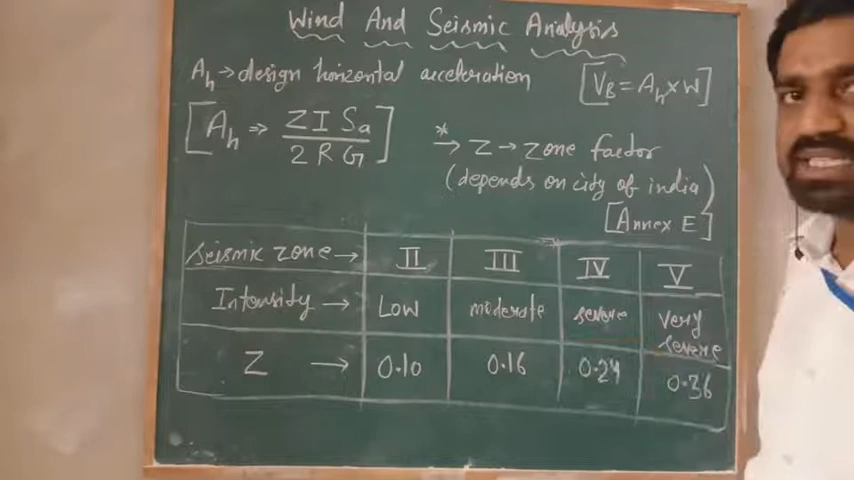 Wind And Seismic Analysis
Ah → design horizontal acceleration
[VB = Ah × W]
[Ah ⇒ Z I Sa / 2 R G]
* → Z → Zone factor
(depends on city of india)
[Annex E]
Seismic zone → II III IV V
Intensity → Low moderate severe very severe
Z → 0.10 0.16 0.24 0.36